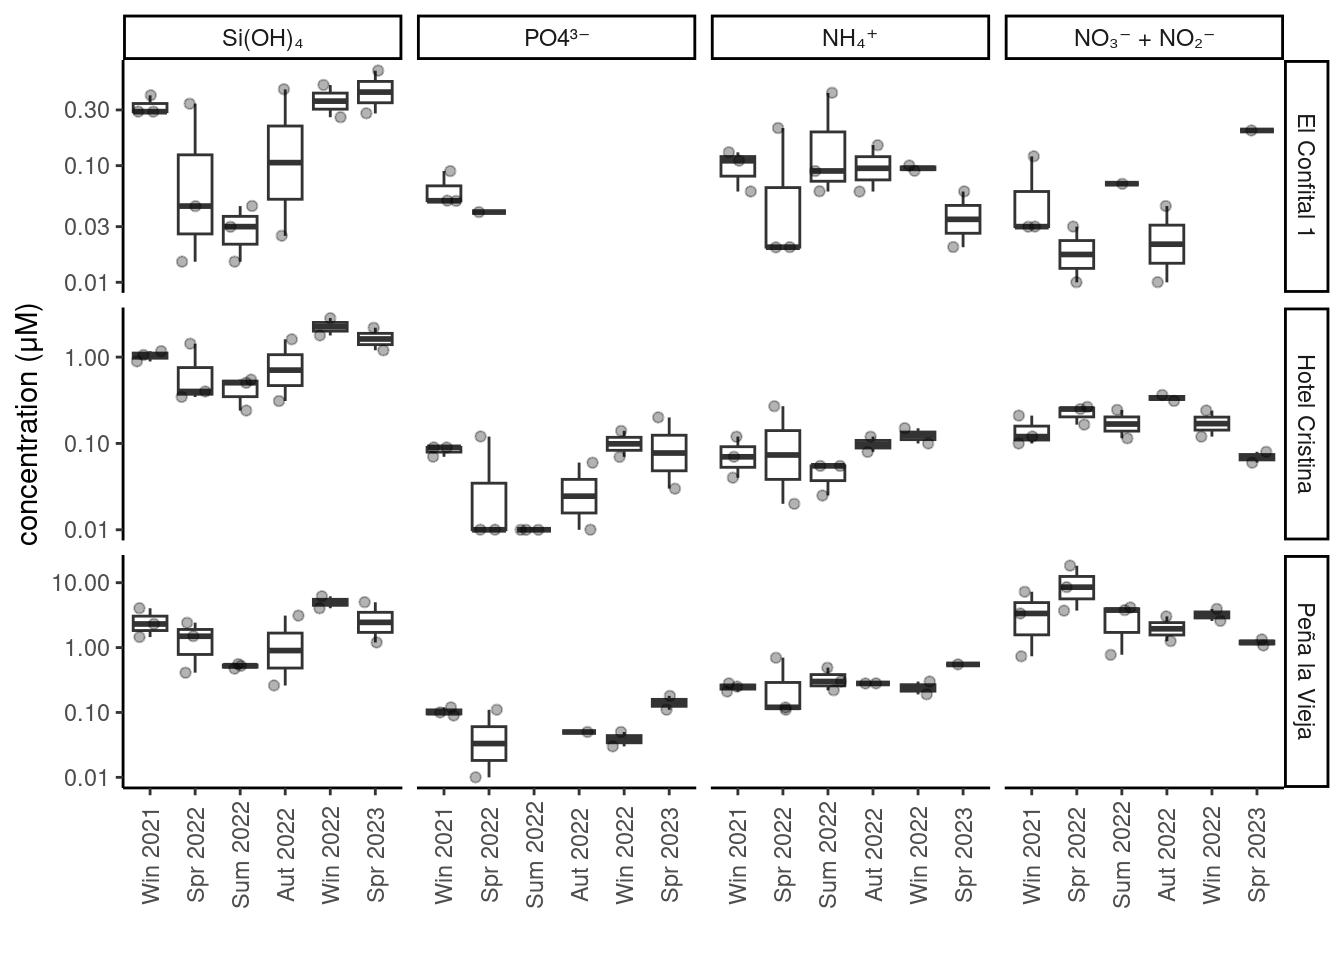 Si(OH)₄
PO4³⁻
NH₄⁺
NO₃⁻ + NO₂⁻
concentration (µM)
0.30
0.10
0.03
0.01
El Confital 1
1.00
0.10
0.01
Hotel Cristina
10.00
1.00
0.10
0.01
Peña la Vieja
Win 2021
Spr 2022
Sum 2022
Aut 2022
Win 2022
Spr 2023
Win 2021
Spr 2022
Sum 2022
Aut 2022
Win 2022
Spr 2023
Win 2021
Spr 2022
Sum 2022
Aut 2022
Win 2022
Spr 2023
Win 2021
Spr 2022
Sum 2022
Aut 2022
Win 2022
Spr 2023